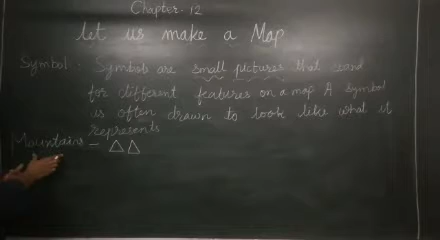 Chapter. 12
let us make a Map
Symbol. Symbols are small pictures that stand
for different features on a map A symbol
is often drawn to look like what it
represents
Mountains –